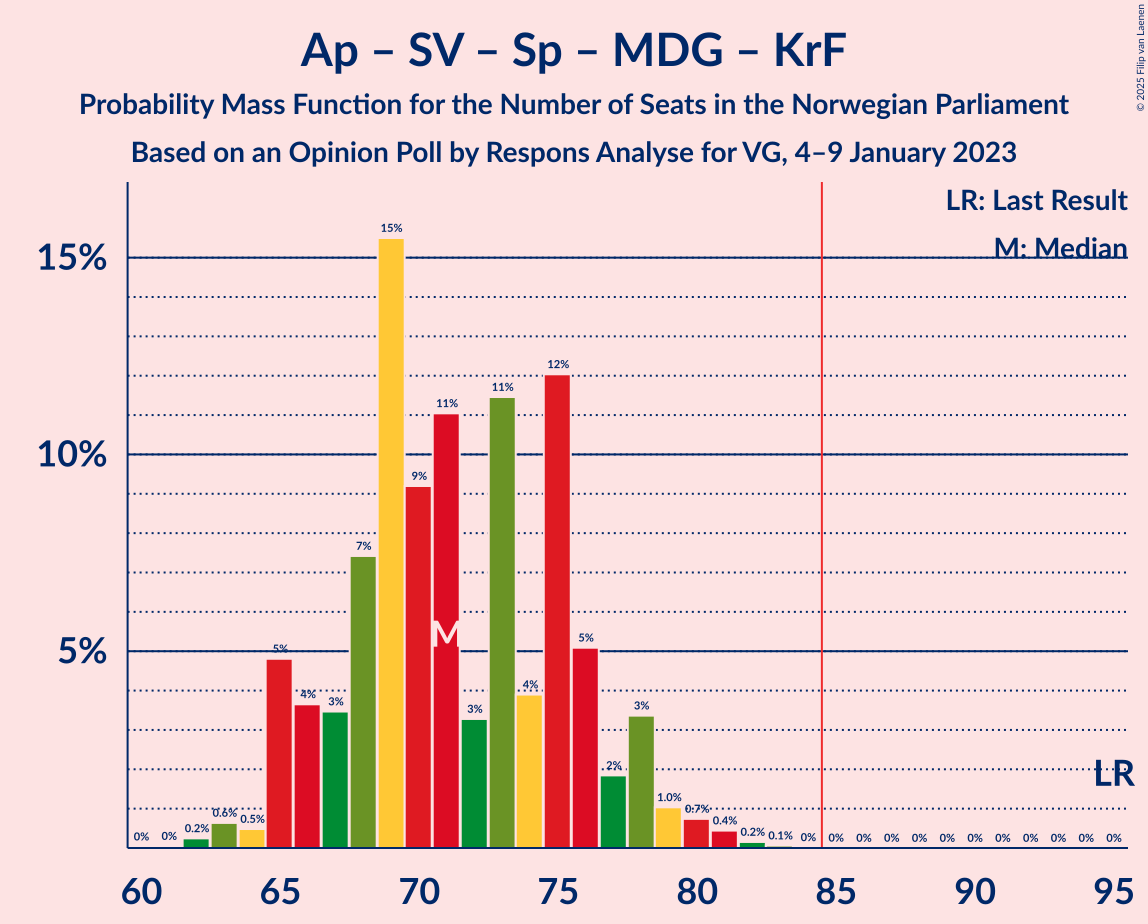 Ap – SV – Sp – MDG – KrF
Probability Mass Function for the Number of Seats in the Norwegian Parliament
Based on an Opinion Poll by Respons Analyse for VG, 4–9 January 2023
© 2025 Filip van Laenen
LR: Last Result
M: Median
15%
10%
5%
0% 0% 0.2% 0.6% 0.5% 5% 4% 3% 7% 15% 9% 11% 3% 11% 4% 12% 5% 2% 3% 1.0% 0.7% 0.4% 0.2% 0.1% 0% 0% 0% 0% 0% 0% 0% 0% 0% 0% 0% 0%
M
LR
60 65 70 75 80 85 90 95